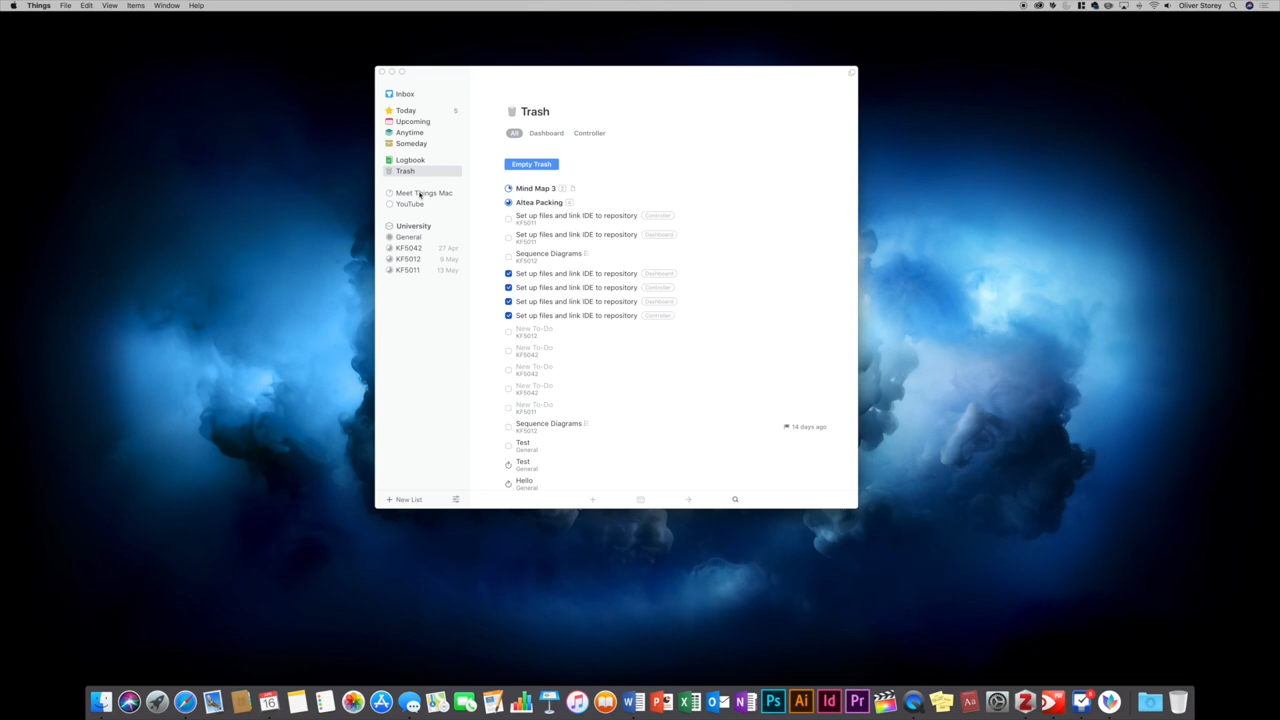 Things File Edit View Items Window Help
Oliver Storey
Inbox
Today 5
Upcoming
Anytime
Someday
Logbook
Trash
Meet Things Mac
YouTube
University
General
KF5042 27 Apr
KF5012 9 May
KF5011 13 May
New List
Trash
All Dashboard Controller
Empty Trash
Mind Map 3 2
Altea Packing 4
Set up files and link IDE to repository Controller
KF5011
Set up files and link IDE to repository Dashboard
KF5011
Sequence Diagrams
KF5012
Set up files and link IDE to repository Dashboard
Set up files and link IDE to repository Controller
Set up files and link IDE to repository Dashboard
Set up files and link IDE to repository Controller
New To-Do
KF5012
New To-Do
KF5042
New To-Do
KF5042
New To-Do
KF5042
New To-Do
KF5011
Sequence Diagrams
KF5012
14 days ago
Test
General
Test
General
Hello
General
16 Ps Ai Id Pr